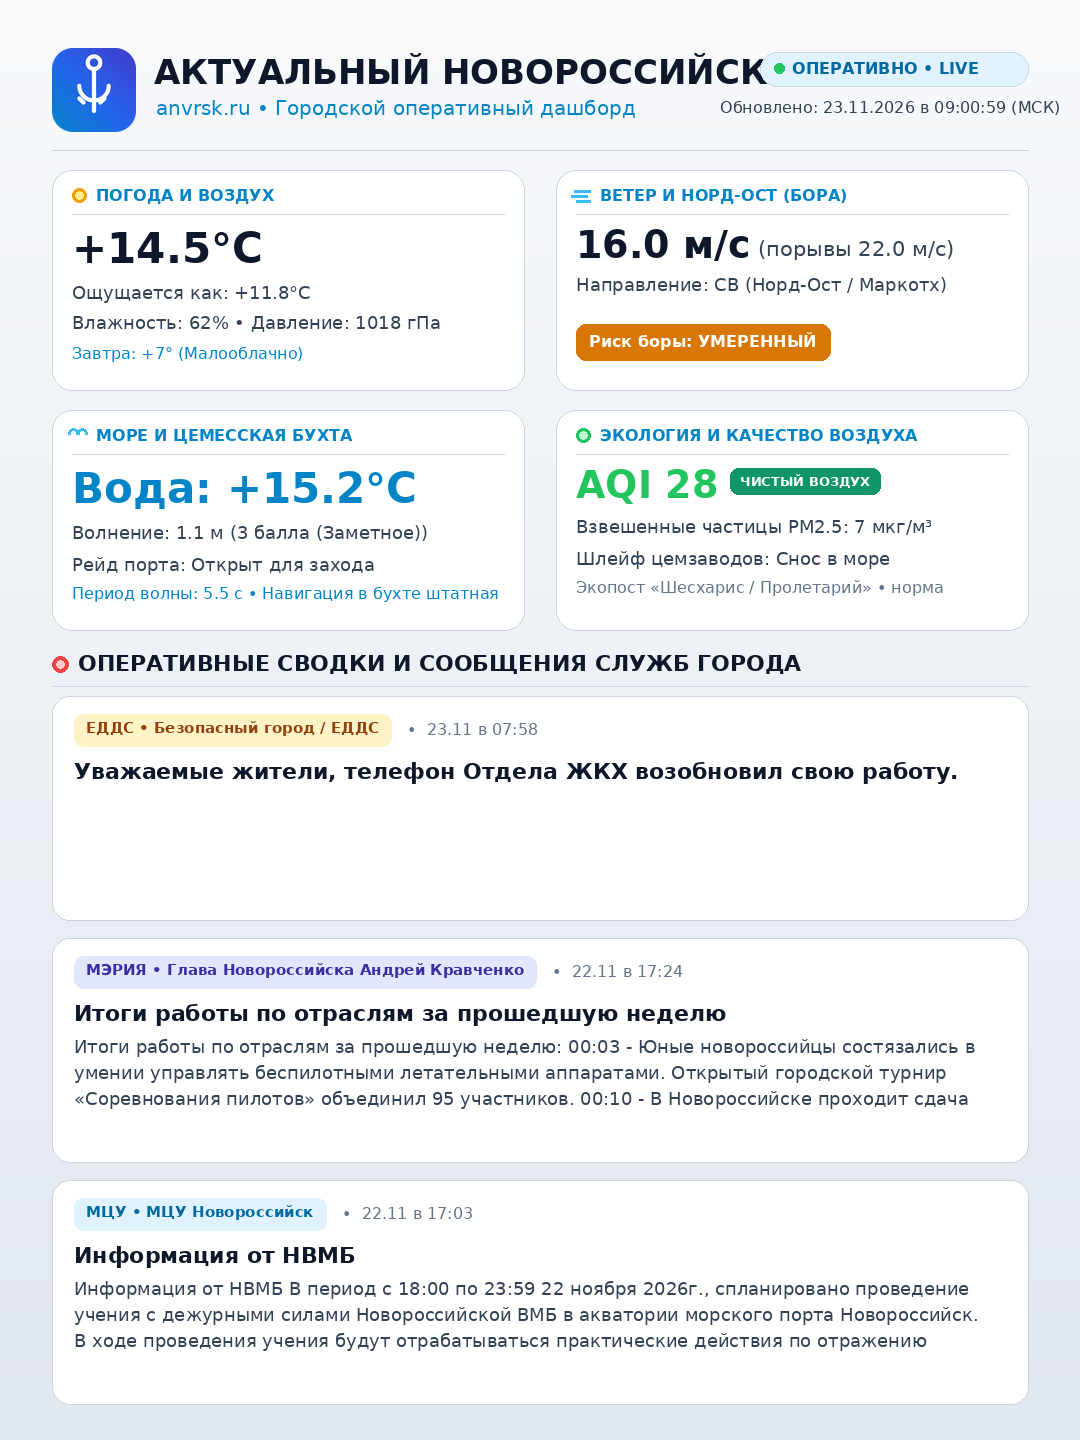 АКТУАЛЬНЫЙ НОВОРОССИЙСК
ОПЕРАТИВНО • LIVE
anvrsk.ru • Городской оперативный дашборд
Обновлено: 23.11.2026 в 09:00:59 (МСК)
ПОГОДА И ВОЗДУХ
+14.5°C
Ощущается как: +11.8°C
Влажность: 62% • Давление: 1018 гПа
Завтра: +7° (Малооблачно)
ВЕТЕР И НОРД-ОСТ (БОРА)
16.0 м/с (порывы 22.0 м/с)
Направление: СВ (Норд-Ост / Маркотх)
Риск боры: УМЕРЕННЫЙ
МОРЕ И ЦЕМЕССКАЯ БУХТА
Вода: +15.2°C
Волнение: 1.1 м (3 балла (Заметное))
Рейд порта: Открыт для захода
Период волны: 5.5 с • Навигация в бухте штатная
ЭКОЛОГИЯ И КАЧЕСТВО ВОЗДУХА
AQI 28 ЧИСТЫЙ ВОЗДУХ
Взвешенные частицы PM2.5: 7 мкг/м³
Шлейф цемзаводов: Снос в море
Экопост «Шесхарис / Пролетарий» • норма
ОПЕРАТИВНЫЕ СВОДКИ И СООБЩЕНИЯ СЛУЖБ ГОРОДА
ЕДДС • Безопасный город / ЕДДС • 23.11 в 07:58
Уважаемые жители, телефон Отдела ЖКХ возобновил свою работу.
МЭРИЯ • Глава Новороссийска Андрей Кравченко • 22.11 в 17:24
Итоги работы по отраслям за прошедшую неделю
Итоги работы по отраслям за прошедшую неделю: 00:03 - Юные новороссийцы состязались в
умении управлять беспилотными летательными аппаратами. Открытый городской турнир
«Соревнования пилотов» объединил 95 участников. 00:10 - В Новороссийске проходит сдача
МЦУ • МЦУ Новороссийск • 22.11 в 17:03
Информация от НВМБ
Информация от НВМБ В период с 18:00 по 23:59 22 ноября 2026г., спланировано проведение
учения с дежурными силами Новороссийской ВМБ в акватории морского порта Новороссийск.
В ходе проведения учения будут отрабатываться практические действия по отражению